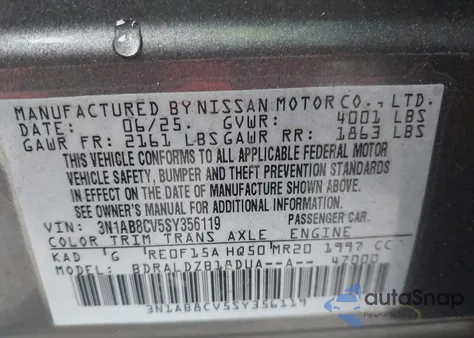 MANUFACTURED BY NISSAN MOTOR CO., LTD.
DATE: 06/25. GVWR: 4001 LBS
GAWR FR: 2161 LBS GAWR RR: 1863 LBS
THIS VEHICLE CONFORMS TO ALL APPLICABLE FEDERAL MOTOR
VEHICLE SAFETY, BUMPER AND THEFT PREVENTION STANDARDS
IN EFFECT ON THE DATE OF MANUFACTURE SHOWN ABOVE.
SEE OWNER'S MANUAL FOR ADDITIONAL INFORMATION.
VIN: 3N1AB8CV5SY356119 PASSENGER CAR.
COLOR TRIM TRANS AXLE ENGINE
KAD G RE0F15A HQ50 MR20 1997 CC
MODEL: BDRALDZB18DUA--A-- 47000
3N1AB8CV5SY356119
autoSnap